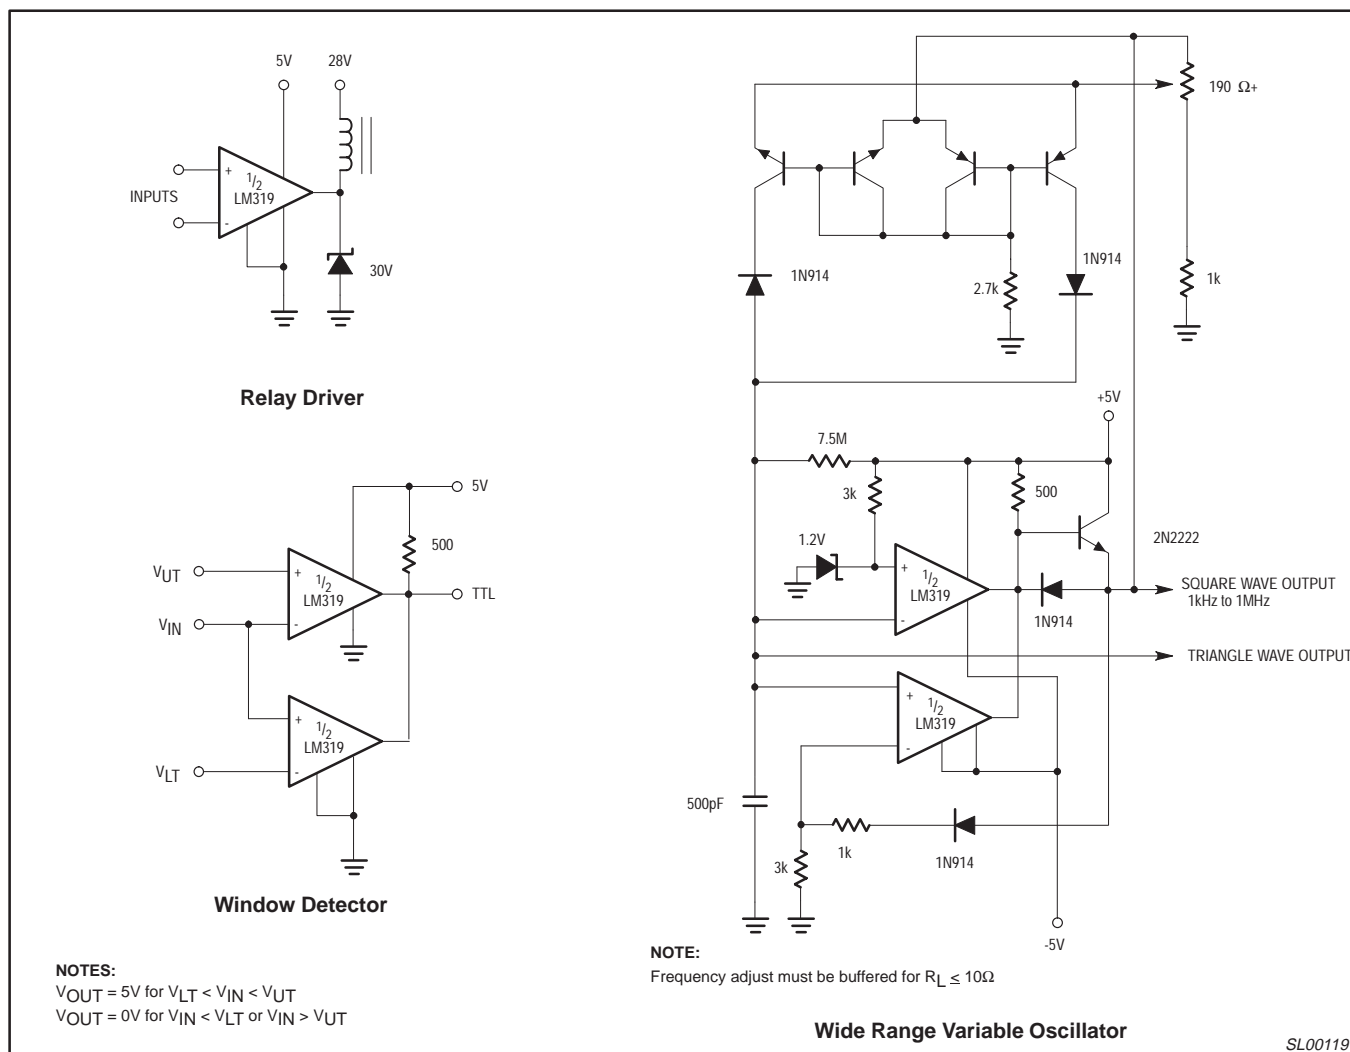 5V
28V
INPUTS
+
-
1/2
LM319
30V
Relay Driver
5V
500
VUT
VIN
VLT
+
-
1/2
LM319
TTL
+
-
1/2
LM319
Window Detector
NOTES:
VOUT = 5V for VLT < VIN < VUT
VOUT = 0V for VIN < VLT or VIN > VUT
190 Ω+
1N914
1N914
2.7k
1k
+5V
7.5M
3k
500
1.2V
2N2222
+
-
1/2
LM319
1N914
SQUARE WAVE OUTPUT
1kHz to 1MHz
TRIANGLE WAVE OUTPUT
+
-
1/2
LM319
500pF
3k
1k
1N914
-5V
NOTE:
Frequency adjust must be buffered for RL ≤ 10Ω
Wide Range Variable Oscillator
SL00119